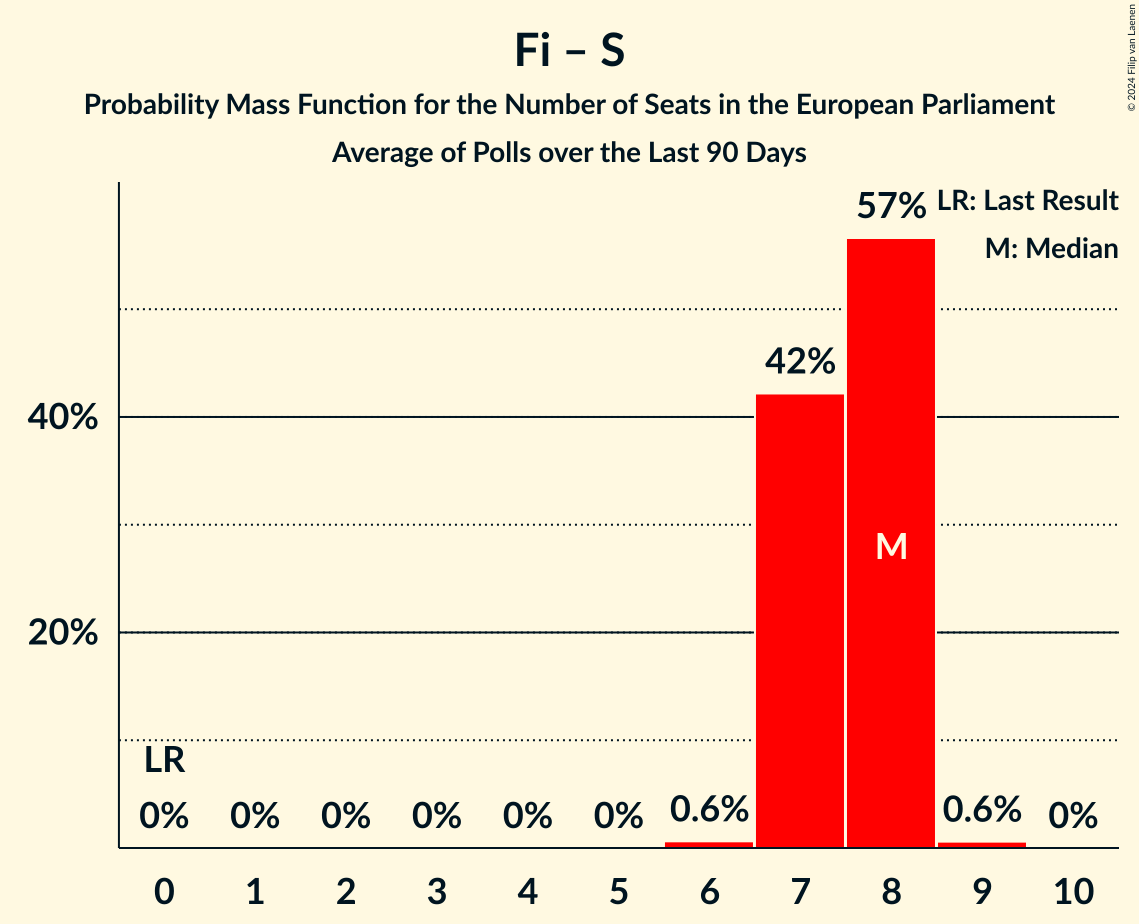 Fi – S
Probability Mass Function for the Number of Seats in the European Parliament
Average of Polls over the Last 90 Days
© 2024 Filip van Laenen
LR: Last Result
M: Median
57%
42%
40%
M
20%
LR
0% 0% 0% 0% 0% 0% 0.6% 0.6% 0%
0 1 2 3 4 5 6 7 8 9 10